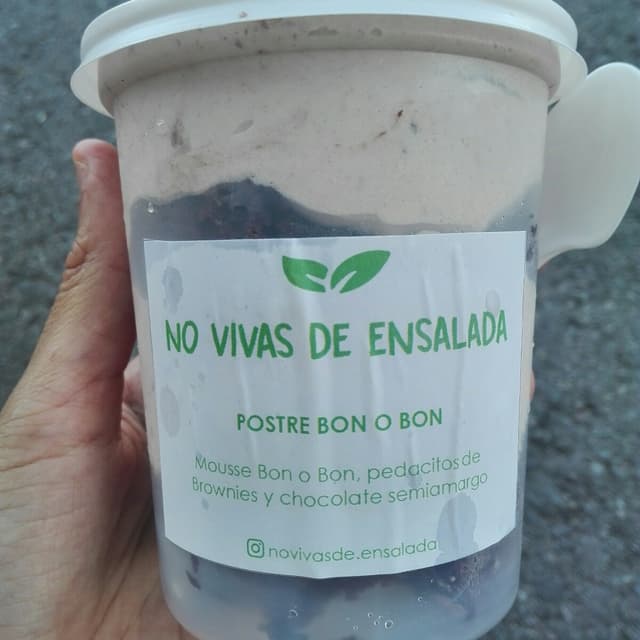 NO VIVAS DE ENSALADA
POSTRE BON O BON
Mousse Bon o Bon, pedacitos de
Brownies y chocolate semiamargo
novivasde.ensalada